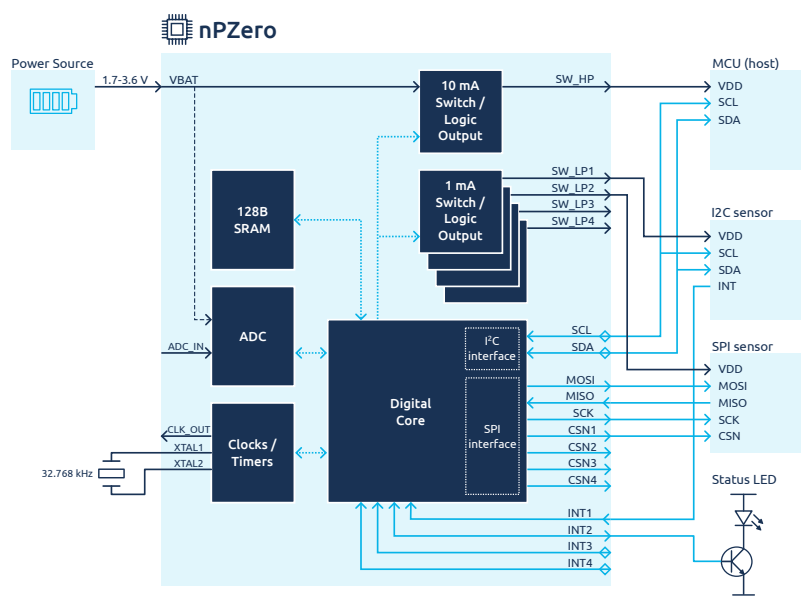 nPZero
Power Source
1.7-3.6 V
VBAT
10 mA
Switch /
Logic
Output
SW_HP
MCU (host)
VDD
SCL
SDA
1 mA
Switch /
Logic
Output
SW_LP1
SW_LP2
SW_LP3
SW_LP4
128B
SRAM
I2C sensor
VDD
SCL
SDA
INT
ADC_IN
ADC
Digital
Core
I²C
interface
SPI
interface
SCL
SDA
MOSI
MISO
SCK
CSN1
CSN2
CSN3
CSN4
SPI sensor
VDD
MOSI
MISO
SCK
CSN
CLK_OUT
XTAL1
XTAL2
32.768 kHz
Clocks /
Timers
INT1
INT2
INT3
INT4
Status LED